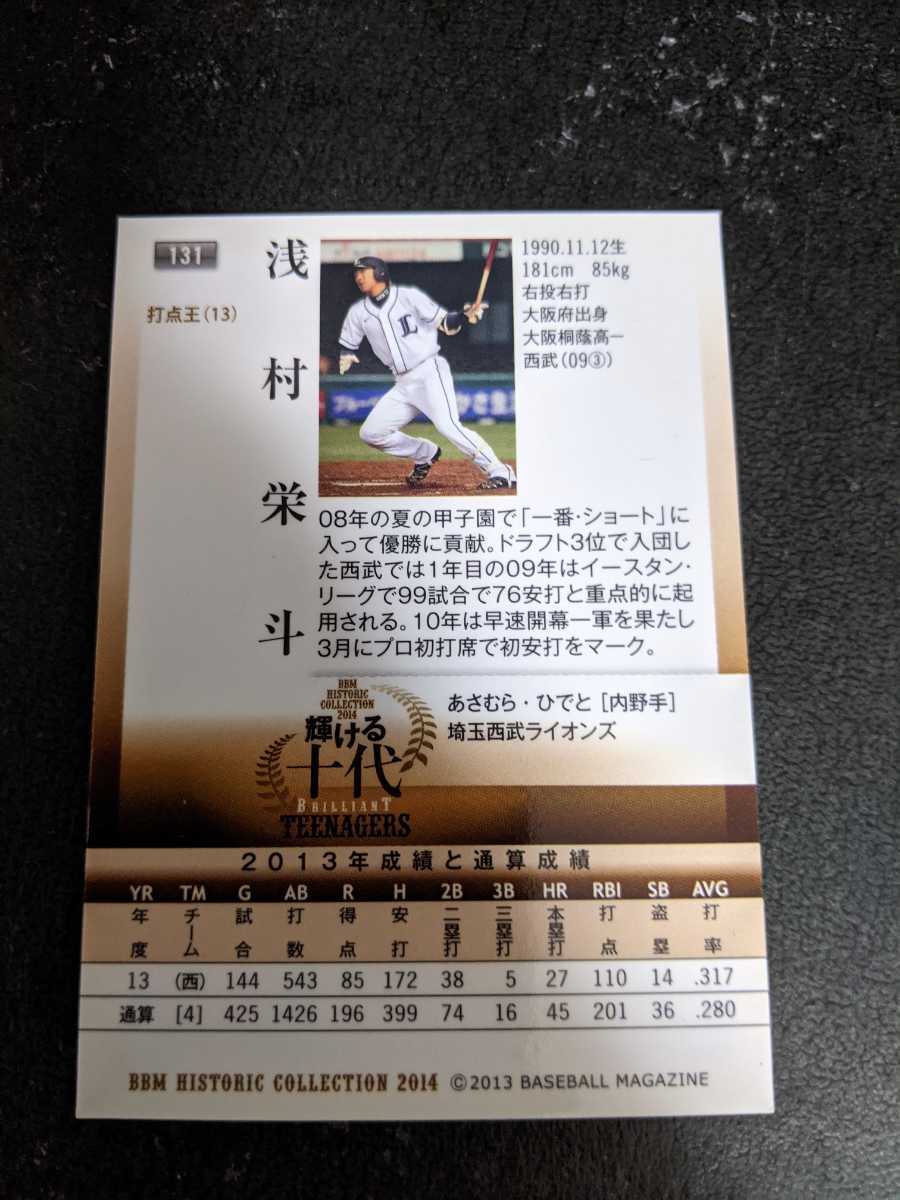 131
打点王(13)
浅村栄斗
1990.11.12生
181cm 85kg
右投右打
大阪府出身
大阪桐蔭高ー
西武(09③)
08年の夏の甲子園で「一番・ショート」に
入って優勝に貢献。ドラフト3位で入団し
た西武では1年目の09年はイースタン・
リーグで99試合で76安打と重点的に起
用される。10年は早速開幕一軍を果たし
3月にプロ初打席で初安打をマーク。
BBM
HISTORIC
COLLECTION
2014
輝ける
十代
BRILLIANT
TEENAGERS
あさむら・ひでと [内野手]
埼玉西武ライオンズ
2013年成績と通算成績
YR TM G AB R H 2B 3B HR RBI SB AVG
年度 チーム 試合 打数 得点 安打 二塁打 三塁打 本塁打 打点 盗塁 打率
13 (西) 144 543 85 172 38 5 27 110 14 .317
通算 [4] 425 1426 196 399 74 16 45 201 36 .280
BBM HISTORIC COLLECTION 2014 ©2013 BASEBALL MAGAZINE